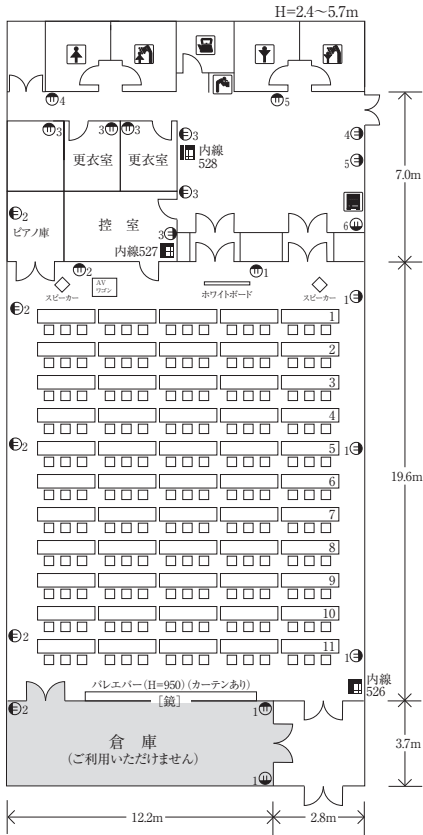 H=2.4～5.7m
4
5
3
3
3
3
4
内線
528
5
更衣室
更衣室
7.0m
3
2
控 室
6
ピアノ庫
3
内線527
2
1
AV
ワゴン
スピーカー
ホワイトボード
スピーカー
1
2
1
2
3
4
2
5
1
19.6m
6
7
8
9
10
2
11
1
内線
526
バレエバー(H=950)(カーテンあり)
［鏡］
2
1
倉 庫
(ご利用いただけません)
3.7m
1
12.2m
2.8m